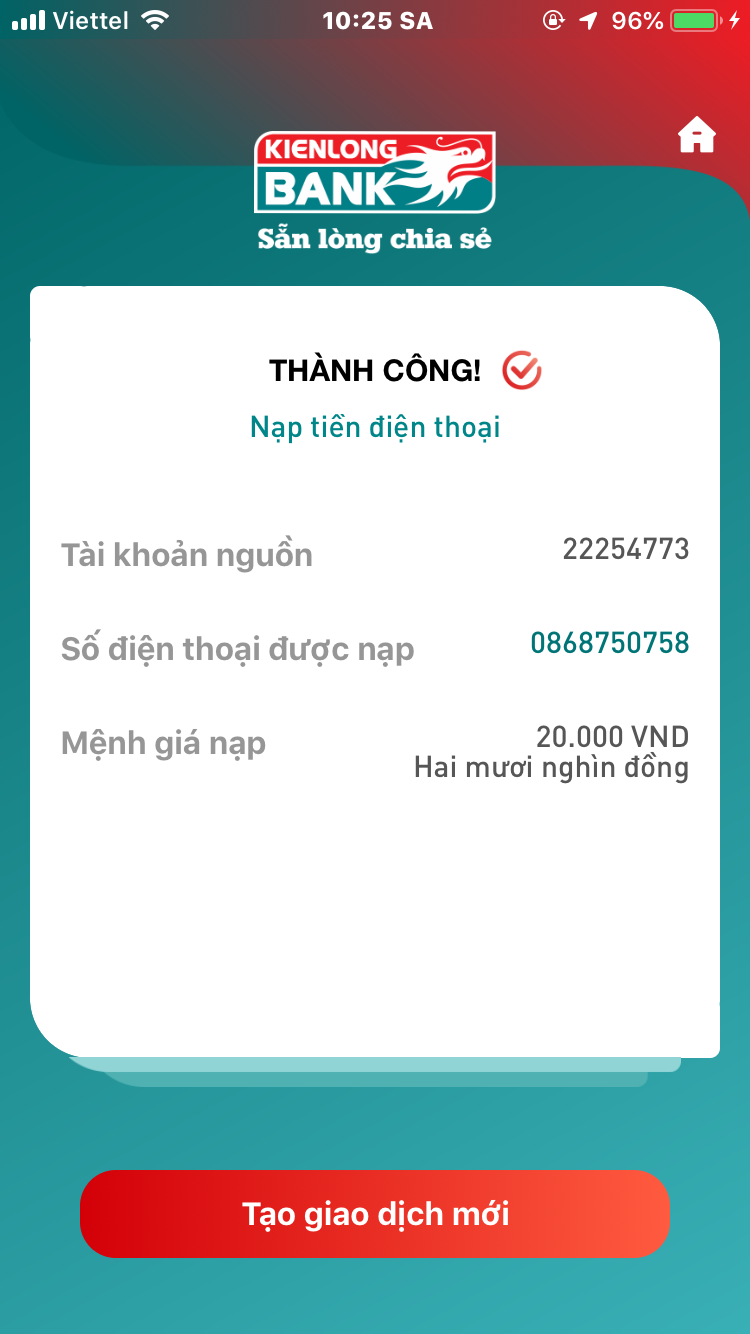 Viettel 10:25 SA 96%
KIENLONG
BANK
Sẵn lòng chia sẻ
THÀNH CÔNG!
Nạp tiền điện thoại
Tài khoản nguồn 22254773
Số điện thoại được nạp 0868750758
Mệnh giá nạp 20.000 VND
Hai mươi nghìn đồng
Tạo giao dịch mới